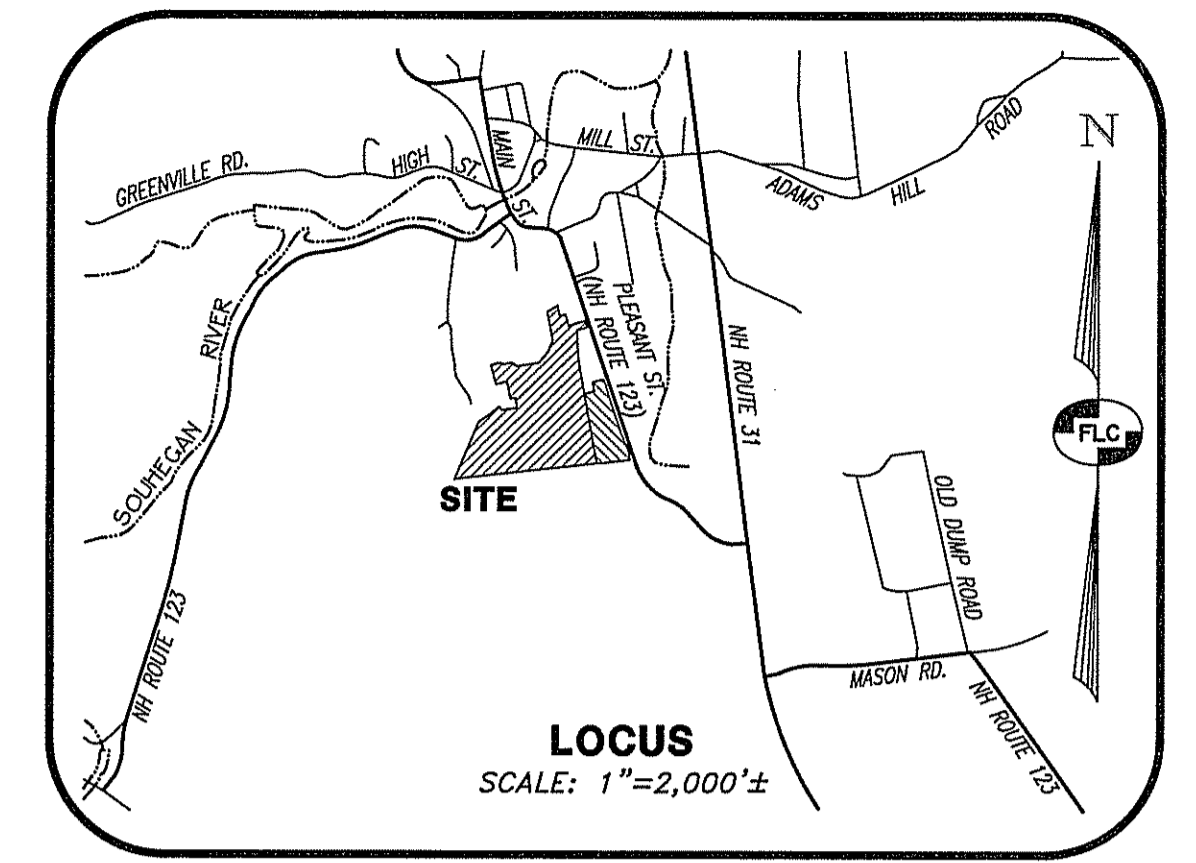 GREENVILLE RD.
HIGH ST.
MAIN ST.
MILL ST.
ADAMS HILL ROAD
N
SOUHEGAN RIVER
PLEASANT ST.
(NH ROUTE 123)
NH ROUTE 31
FLC
SITE
OLD DUMP ROAD
NH ROUTE 123
MASON RD.
NH ROUTE 123
LOCUS
SCALE: 1"=2,000'±